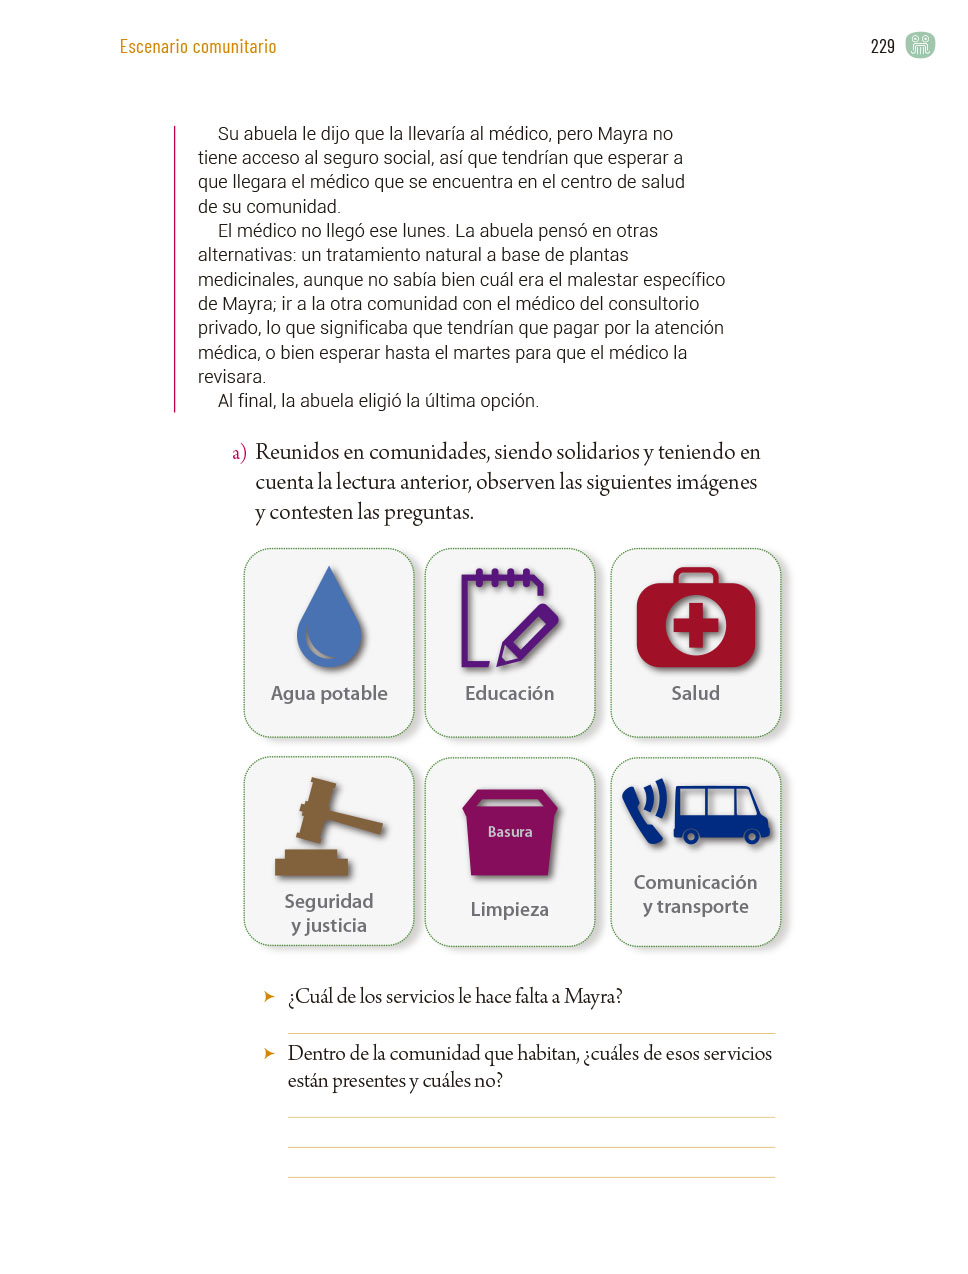 Escenario comunitario
229
Su abuela le dijo que la llevaría al médico, pero Mayra no
tiene acceso al seguro social, así que tendrían que esperar a
que llegara el médico que se encuentra en el centro de salud
de su comunidad.
El médico no llegó ese lunes. La abuela pensó en otras
alternativas: un tratamiento natural a base de plantas
medicinales, aunque no sabía bien cuál era el malestar específico
de Mayra; ir a la otra comunidad con el médico del consultorio
privado, lo que significaba que tendrían que pagar por la atención
médica, o bien esperar hasta el martes para que el médico la
revisara.
Al final, la abuela eligió la última opción.
a) Reunidos en comunidades, siendo solidarios y teniendo en
cuenta la lectura anterior, observen las siguientes imágenes
y contesten las preguntas.
Agua potable
Educación
Salud
Seguridad
y justicia
Basura
Limpieza
Comunicación
y transporte
➤ ¿Cuál de los servicios le hace falta a Mayra?
➤ Dentro de la comunidad que habitan, ¿cuáles de esos servicios
están presentes y cuáles no?